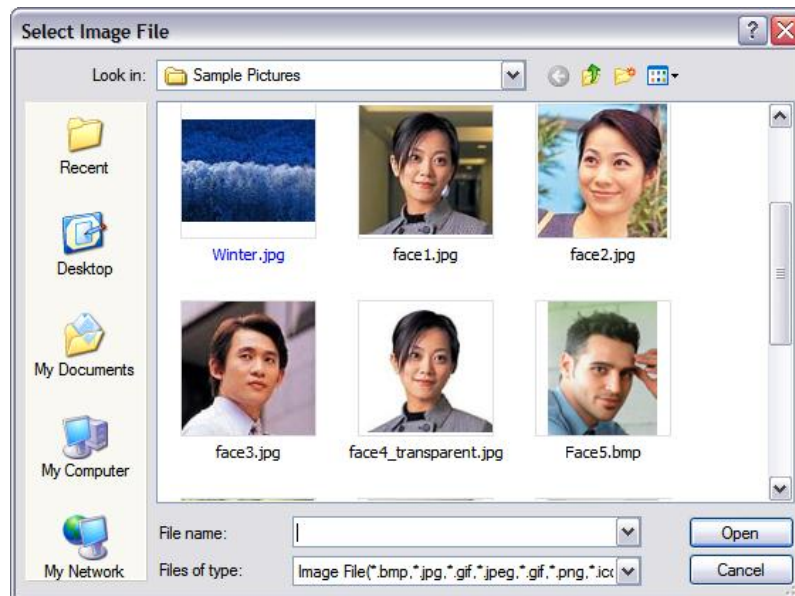 Select Image File
Look in:
Sample Pictures
Recent
Desktop
My Documents
My Computer
My Network
Winter.jpg
face1.jpg
face2.jpg
face3.jpg
face4_transparent.jpg
Face5.bmp
File name:
Open
Files of type:
Image File(*.bmp,*.jpg,*.gif,*.jpeg,*.gif,*.png,*.ic
Cancel